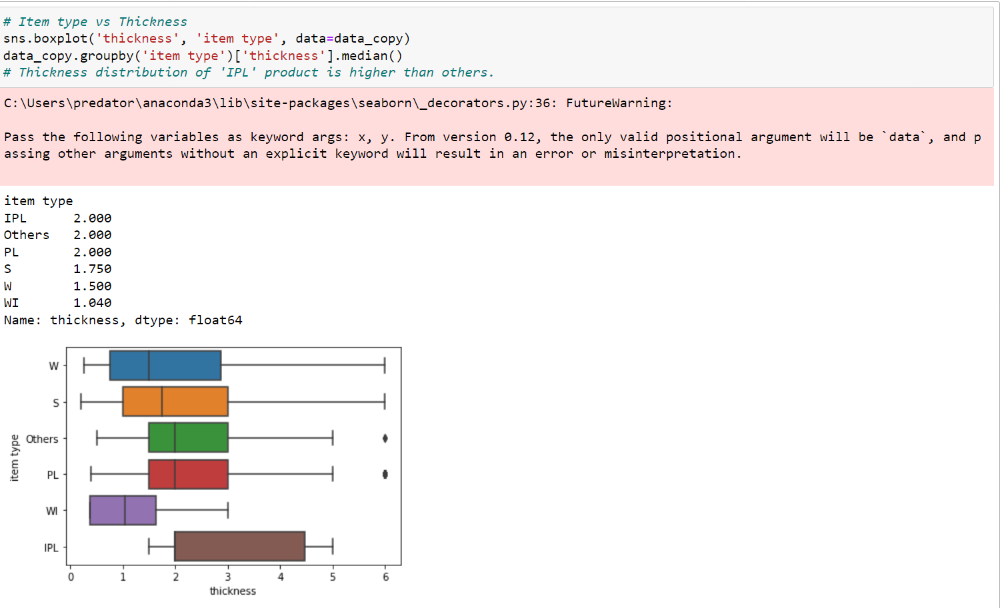 # Item type vs Thickness
sns.boxplot('thickness', 'item type', data=data_copy)
data_copy.groupby('item type')['thickness'].median()
# Thickness distribution of 'IPL' product is higher than others.
C:\Users\predator\anaconda3\lib\site-packages\seaborn\_decorators.py:36: FutureWarning:
Pass the following variables as keyword args: x, y. From version 0.12, the only valid positional argument will be `data`, and p
assing other arguments without an explicit keyword will result in an error or misinterpretation.
item type
IPL 2.000
Others 2.000
PL 2.000
S 1.750
W 1.500
WI 1.040
Name: thickness, dtype: float64
W
S
Others
PL
WI
IPL
item type
0 1 2 3 4 5 6
thickness